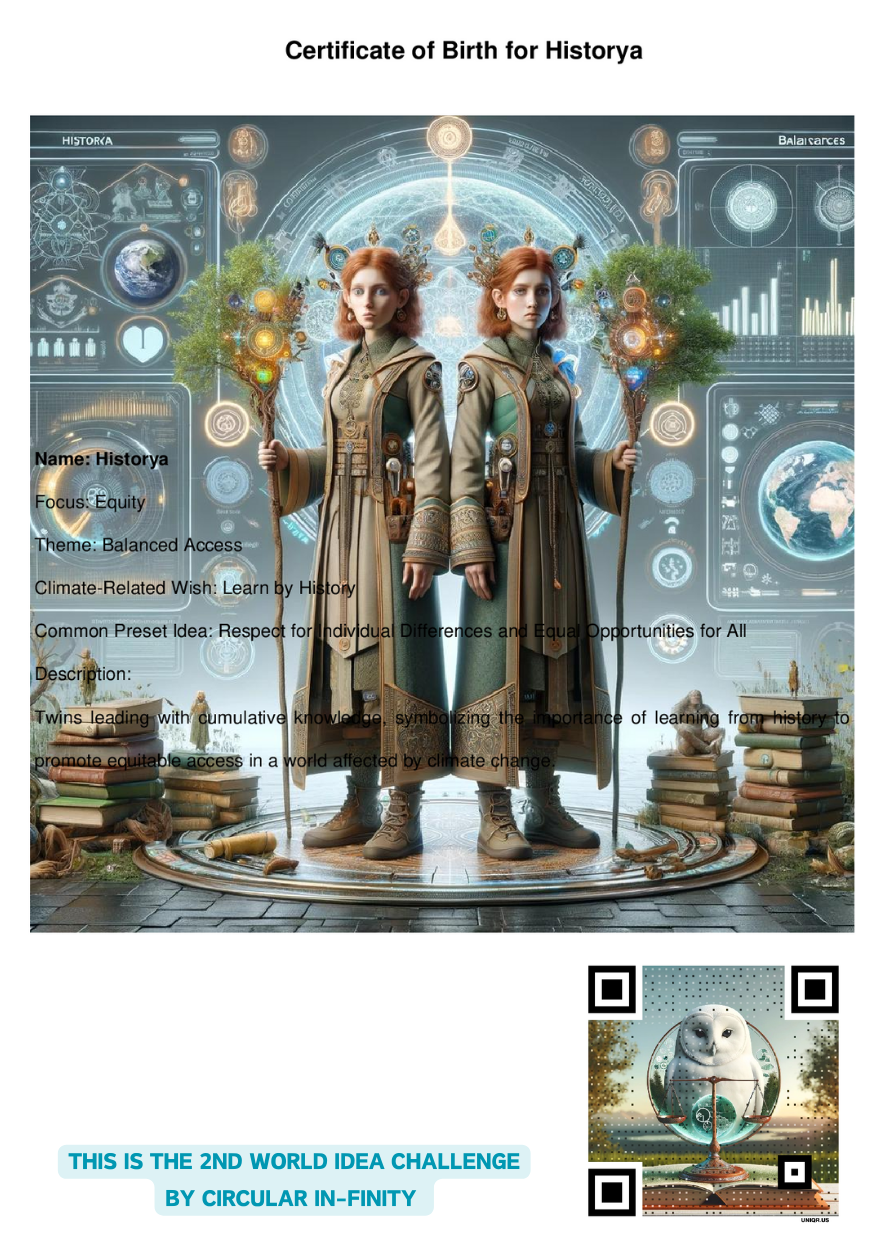 Certificate of Birth for Historya
HISTORKA
Balaısarces
Name: Historya
Focus: Equity
Theme: Balanced Access
Climate-Related Wish: Learn by History
Common Preset Idea: Respect for Individual Differences and Equal Opportunities for All
Description:
Twins leading with cumulative knowledge, symbolizing the importance of learning from history to
promote equitable access in a world affected by climate change.
THIS IS THE 2ND WORLD IDEA CHALLENGE
BY CIRCULAR IN-FINITY
UNIQR.US